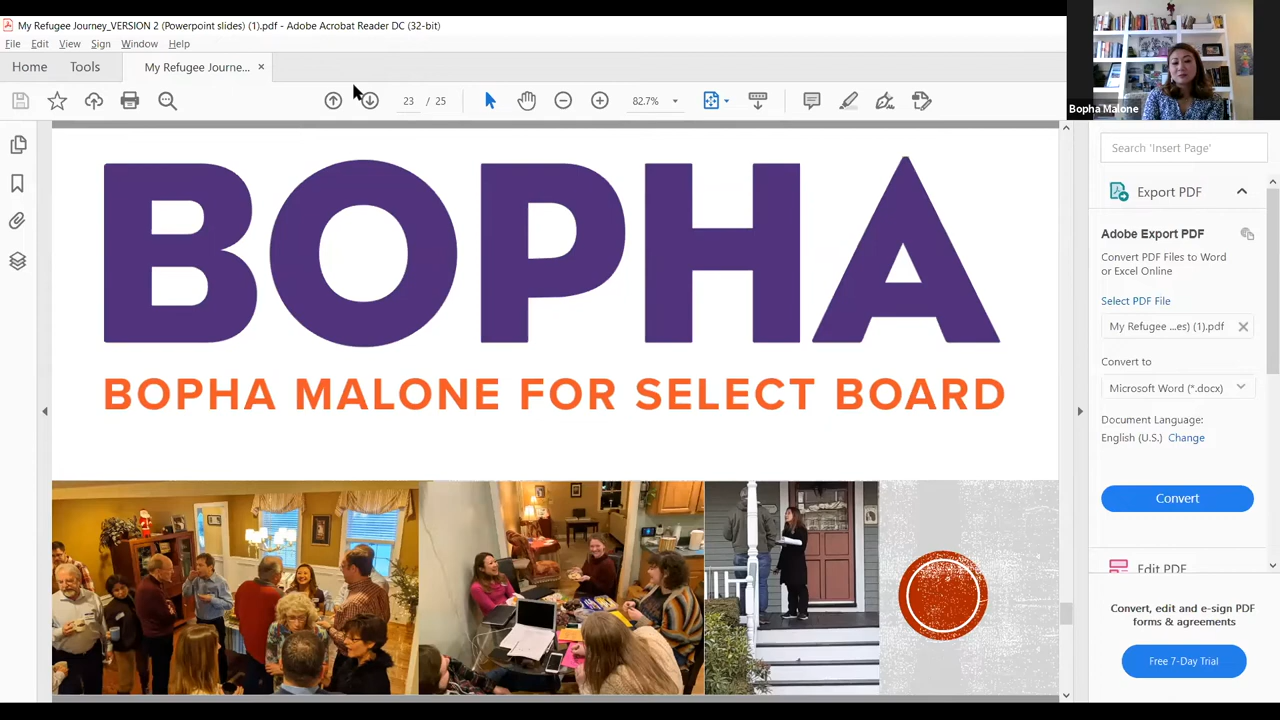 My Refugee Journey_VERSION 2 (Powerpoint slides) (1).pdf - Adobe Acrobat Reader DC (32-bit)
File Edit View Sign Window Help
Home Tools My Refugee Journe... ×
23 / 25 82.7%
Bopha Malone
BOPHA
BOPHA MALONE FOR SELECT BOARD
Search 'Insert Page'
Export PDF
Adobe Export PDF
Convert PDF Files to Word
or Excel Online
Select PDF File
My Refugee ...es) (1).pdf
Convert to
Microsoft Word (*.docx)
Document Language:
English (U.S.) Change
Convert
Edit PDF
Convert, edit and e-sign PDF
forms & agreements
Free 7-Day Trial